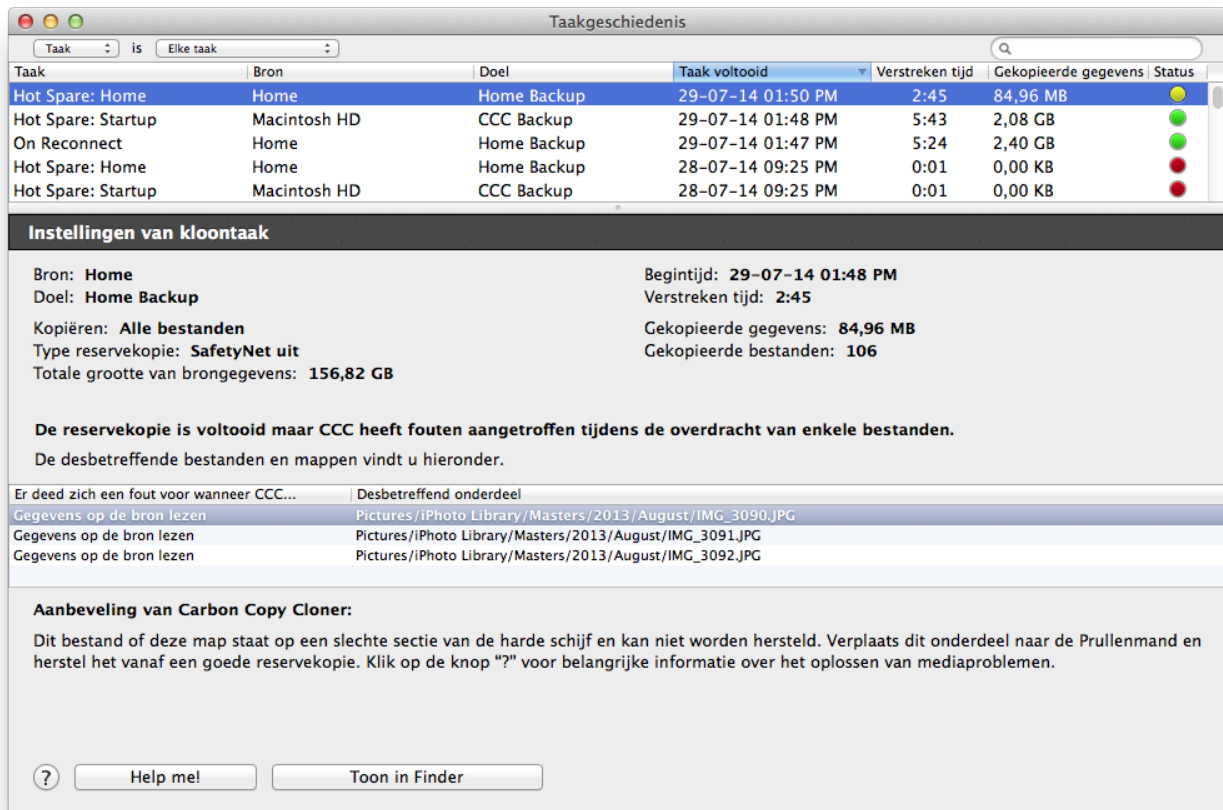 Taakgeschiedenis
Taak is Elke taak
Taak Bron Doel Taak voltooid Verstreken tijd Gekopieerde gegevens Status
Hot Spare: Home Home Home Backup 29-07-14 01:50 PM 2:45 84,96 MB
Hot Spare: Startup Macintosh HD CCC Backup 29-07-14 01:48 PM 5:43 2,08 GB
On Reconnect Home Home Backup 29-07-14 01:47 PM 5:24 2,40 GB
Hot Spare: Home Home Home Backup 28-07-14 09:25 PM 0:01 0,00 KB
Hot Spare: Startup Macintosh HD CCC Backup 28-07-14 09:25 PM 0:01 0,00 KB
Instellingen van kloontaak
Bron: Home Begintijd: 29-07-14 01:48 PM
Doel: Home Backup Verstreken tijd: 2:45
Kopiëren: Alle bestanden Gekopieerde gegevens: 84,96 MB
Type reservekopie: SafetyNet uit Gekopieerde bestanden: 106
Totale grootte van brongegevens: 156,82 GB
De reservekopie is voltooid maar CCC heeft fouten aangetroffen tijdens de overdracht van enkele bestanden.
De desbetreffende bestanden en mappen vindt u hieronder.
Er deed zich een fout voor wanneer CCC... Desbetreffend onderdeel
Gegevens op de bron lezen Pictures/iPhoto Library/Masters/2013/August/IMG_3090.JPG
Gegevens op de bron lezen Pictures/iPhoto Library/Masters/2013/August/IMG_3091.JPG
Gegevens op de bron lezen Pictures/iPhoto Library/Masters/2013/August/IMG_3092.JPG
Aanbeveling van Carbon Copy Cloner:
Dit bestand of deze map staat op een slechte sectie van de harde schijf en kan niet worden hersteld. Verplaats dit onderdeel naar de Prullenmand en
herstel het vanaf een goede reservekopie. Klik op de knop “?” voor belangrijke informatie over het oplossen van mediaproblemen.
? Help me! Toon in Finder